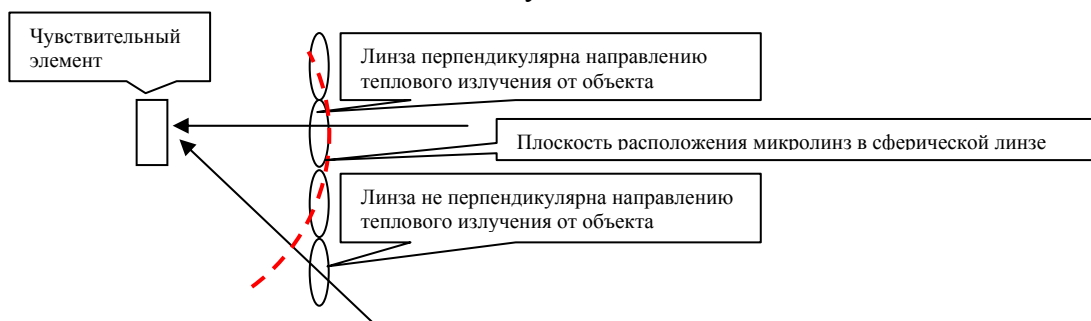 Чувствительный
элемент
Линза перпендикулярна направлению
теплового излучения от объекта
Плоскость расположения микролинз в сферической линзе
Линза не перпендикулярна направлению
теплового излучения от объекта